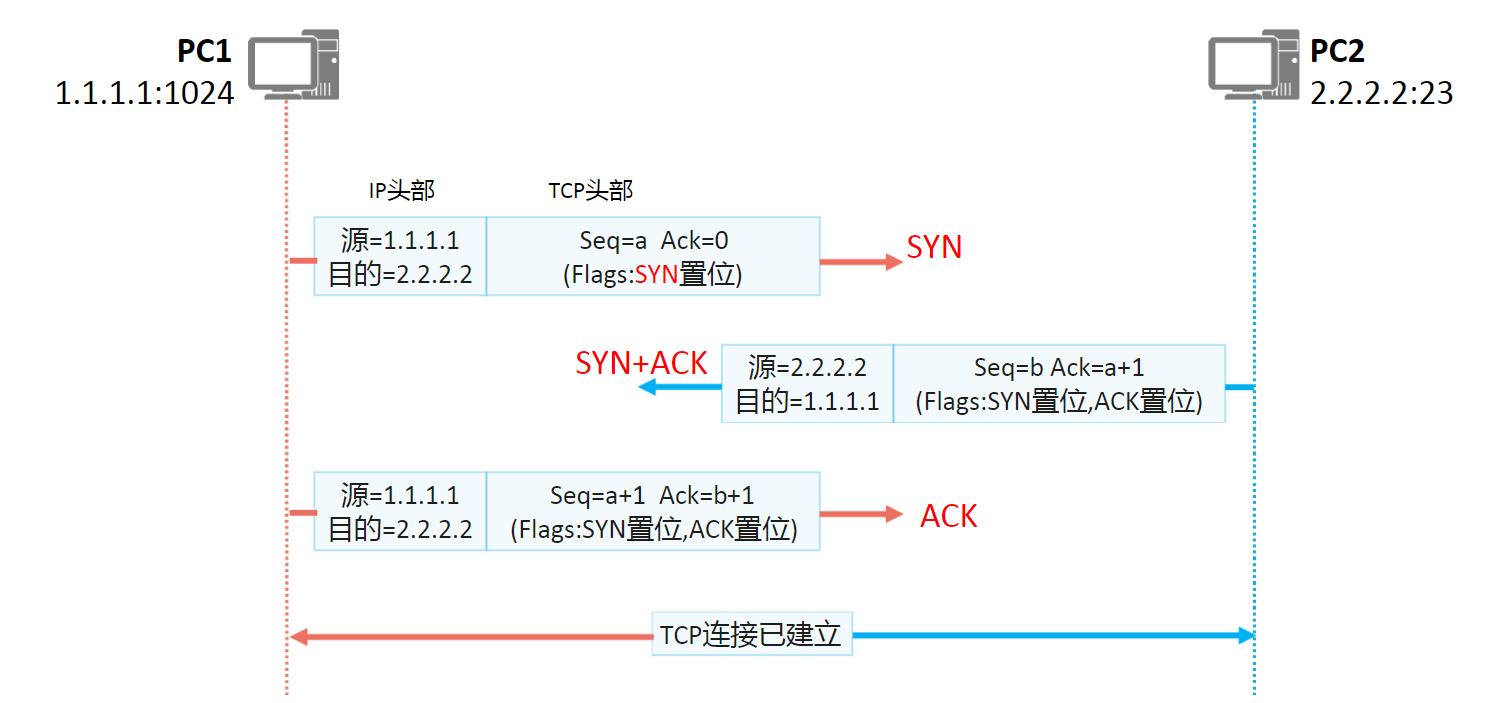 PC1
1.1.1.1:1024
PC2
2.2.2.2:23
IP头部
TCP头部
源=1.1.1.1
目的=2.2.2.2
Seq=a  Ack=0
(Flags:SYN置位)
SYN
SYN+ACK
源=2.2.2.2
目的=1.1.1.1
Seq=b Ack=a+1
(Flags:SYN置位,ACK置位)
源=1.1.1.1
目的=2.2.2.2
Seq=a+1  Ack=b+1
(Flags:SYN置位,ACK置位)
ACK
TCP连接已建立